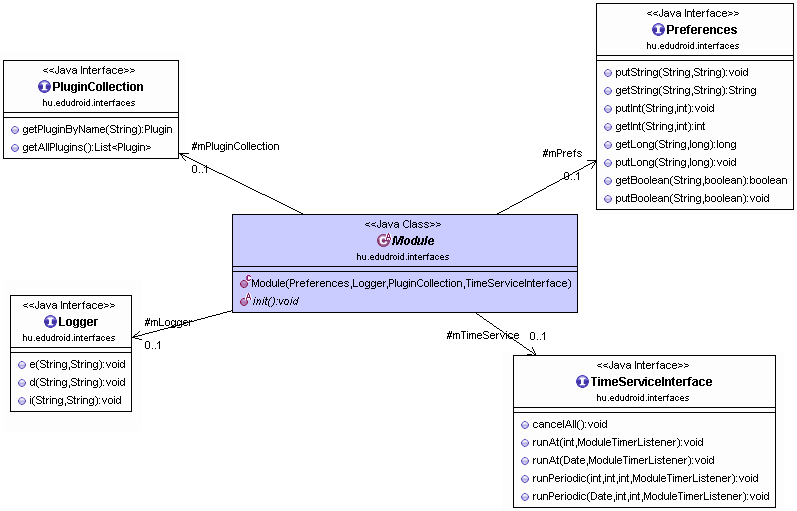 <<Java Interface>>
Preferences
hu.edudroid.interfaces
putString(String,String):void
getString(String,String):String
putInt(String,int):void
getInt(String,int):int
getLong(String,long):long
putLong(String,long):void
getBoolean(String,boolean):boolean
putBoolean(String,boolean):void
<<Java Interface>>
PluginCollection
hu.edudroid.interfaces
getPluginByName(String):Plugin
getAllPlugins():List<Plugin>
#mPluginCollection
0..1
#mPrefs
0..1
<<Java Class>>
Module
hu.edudroid.interfaces
Module(Preferences,Logger,PluginCollection,TimeServiceInterface)
init():void
<<Java Interface>>
Logger
hu.edudroid.interfaces
e(String,String):void
d(String,String):void
i(String,String):void
#mLogger
0..1
#mTimeService
0..1
<<Java Interface>>
TimeServiceInterface
hu.edudroid.interfaces
cancelAll():void
runAt(int,ModuleTimerListener):void
runAt(Date,ModuleTimerListener):void
runPeriodic(int,int,int,ModuleTimerListener):void
runPeriodic(Date,int,int,ModuleTimerListener):void